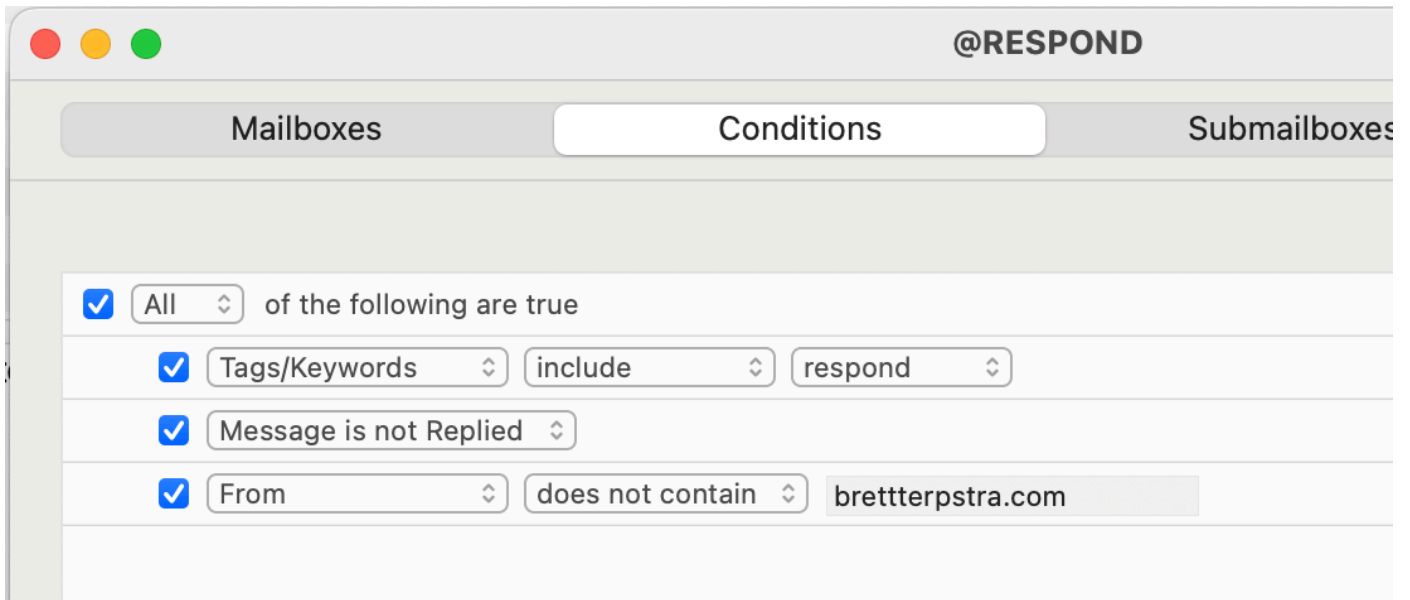 @RESPOND
Mailboxes Conditions Submailboxes
All of the following are true
Tags/Keywords include respond
Message is not Replied
From does not contain brettterpstra.com